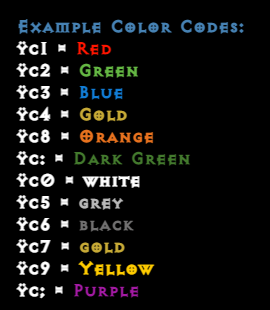 Example Color Codes:
ÿc1 = Red
ÿc2 = Green
ÿc3 = Blue
ÿc4 = Gold
ÿc8 = Orange
ÿc: = Dark Green
ÿc0 = white
ÿc5 = grey
ÿc6 = black
ÿc7 = gold
ÿc9 = Yellow
ÿc; = Purple